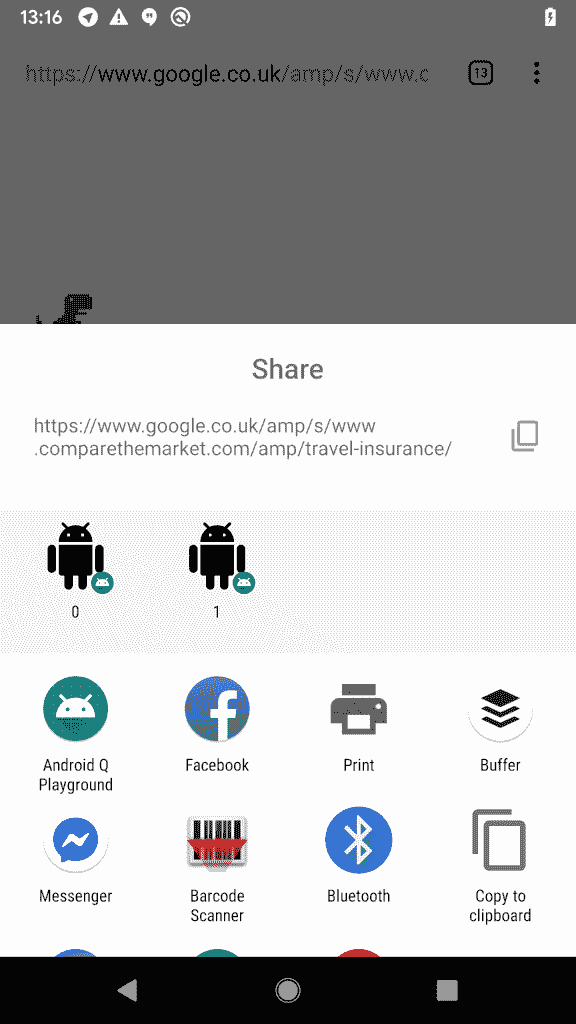 13:16
https://www.google.co.uk/amp/s/www.c
13
Share
https://www.google.co.uk/amp/s/www
.comparethemarket.com/amp/travel-insurance/
0
1
Android Q
Playground
Facebook
Print
Buffer
Messenger
Barcode
Scanner
Bluetooth
Copy to
clipboard